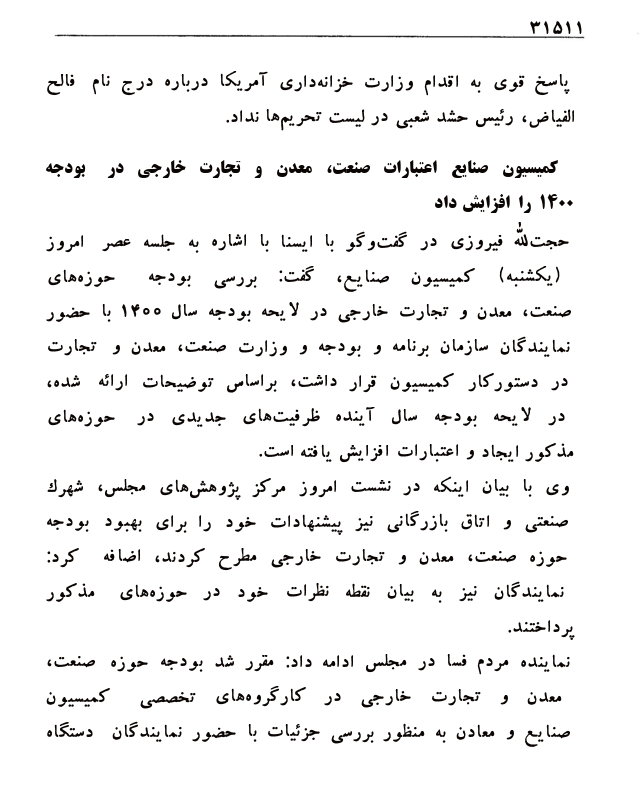 ۳۱۵۱۱
پاسخ قوی به اقدام وزارت خزانه‌داری آمریکا درباره درج نام فالح
الفیاض، رئیس حشد شعبی در لیست تحریم‌ها نداد.
کمیسیون صنایع اعتبارات صنعت، معدن و تجارت خارجی در بودجه
۱۴۰۰ را افزایش داد
حجت‌الله فیروزی در گفت‌وگو با ایسنا با اشاره به جلسه عصر امروز
(یکشنبه) کمیسیون صنایع، گفت: بررسی بودجه حوزه‌های
صنعت، معدن و تجارت خارجی در لایحه بودجه سال ۱۴۰۰ با حضور
نمایندگان سازمان برنامه و بودجه و وزارت صنعت، معدن و تجارت
در دستورکار کمیسیون قرار داشت، براساس توضیحات ارائه شده،
در لایحه بودجه سال آینده ظرفیت‌های جدیدی در حوزه‌های
مذکور ایجاد و اعتبارات افزایش یافته است.
وی با بیان اینکه در نشست امروز مرکز پژوهش‌های مجلس، شهرك
صنعتی و اتاق بازرگانی نیز پیشنهادات خود را برای بهبود بودجه
حوزه صنعت، معدن و تجارت خارجی مطرح کردند، اضافه کرد:
نمایندگان نیز به بیان نقطه نظرات خود در حوزه‌های مذکور
پرداختند.
نماینده مردم فسا در مجلس ادامه داد: مقرر شد بودجه حوزه صنعت،
معدن و تجارت خارجی در کارگروه‌های تخصصی کمیسیون
صنایع و معادن به منظور بررسی جزئیات با حضور نمایندگان دستگاه